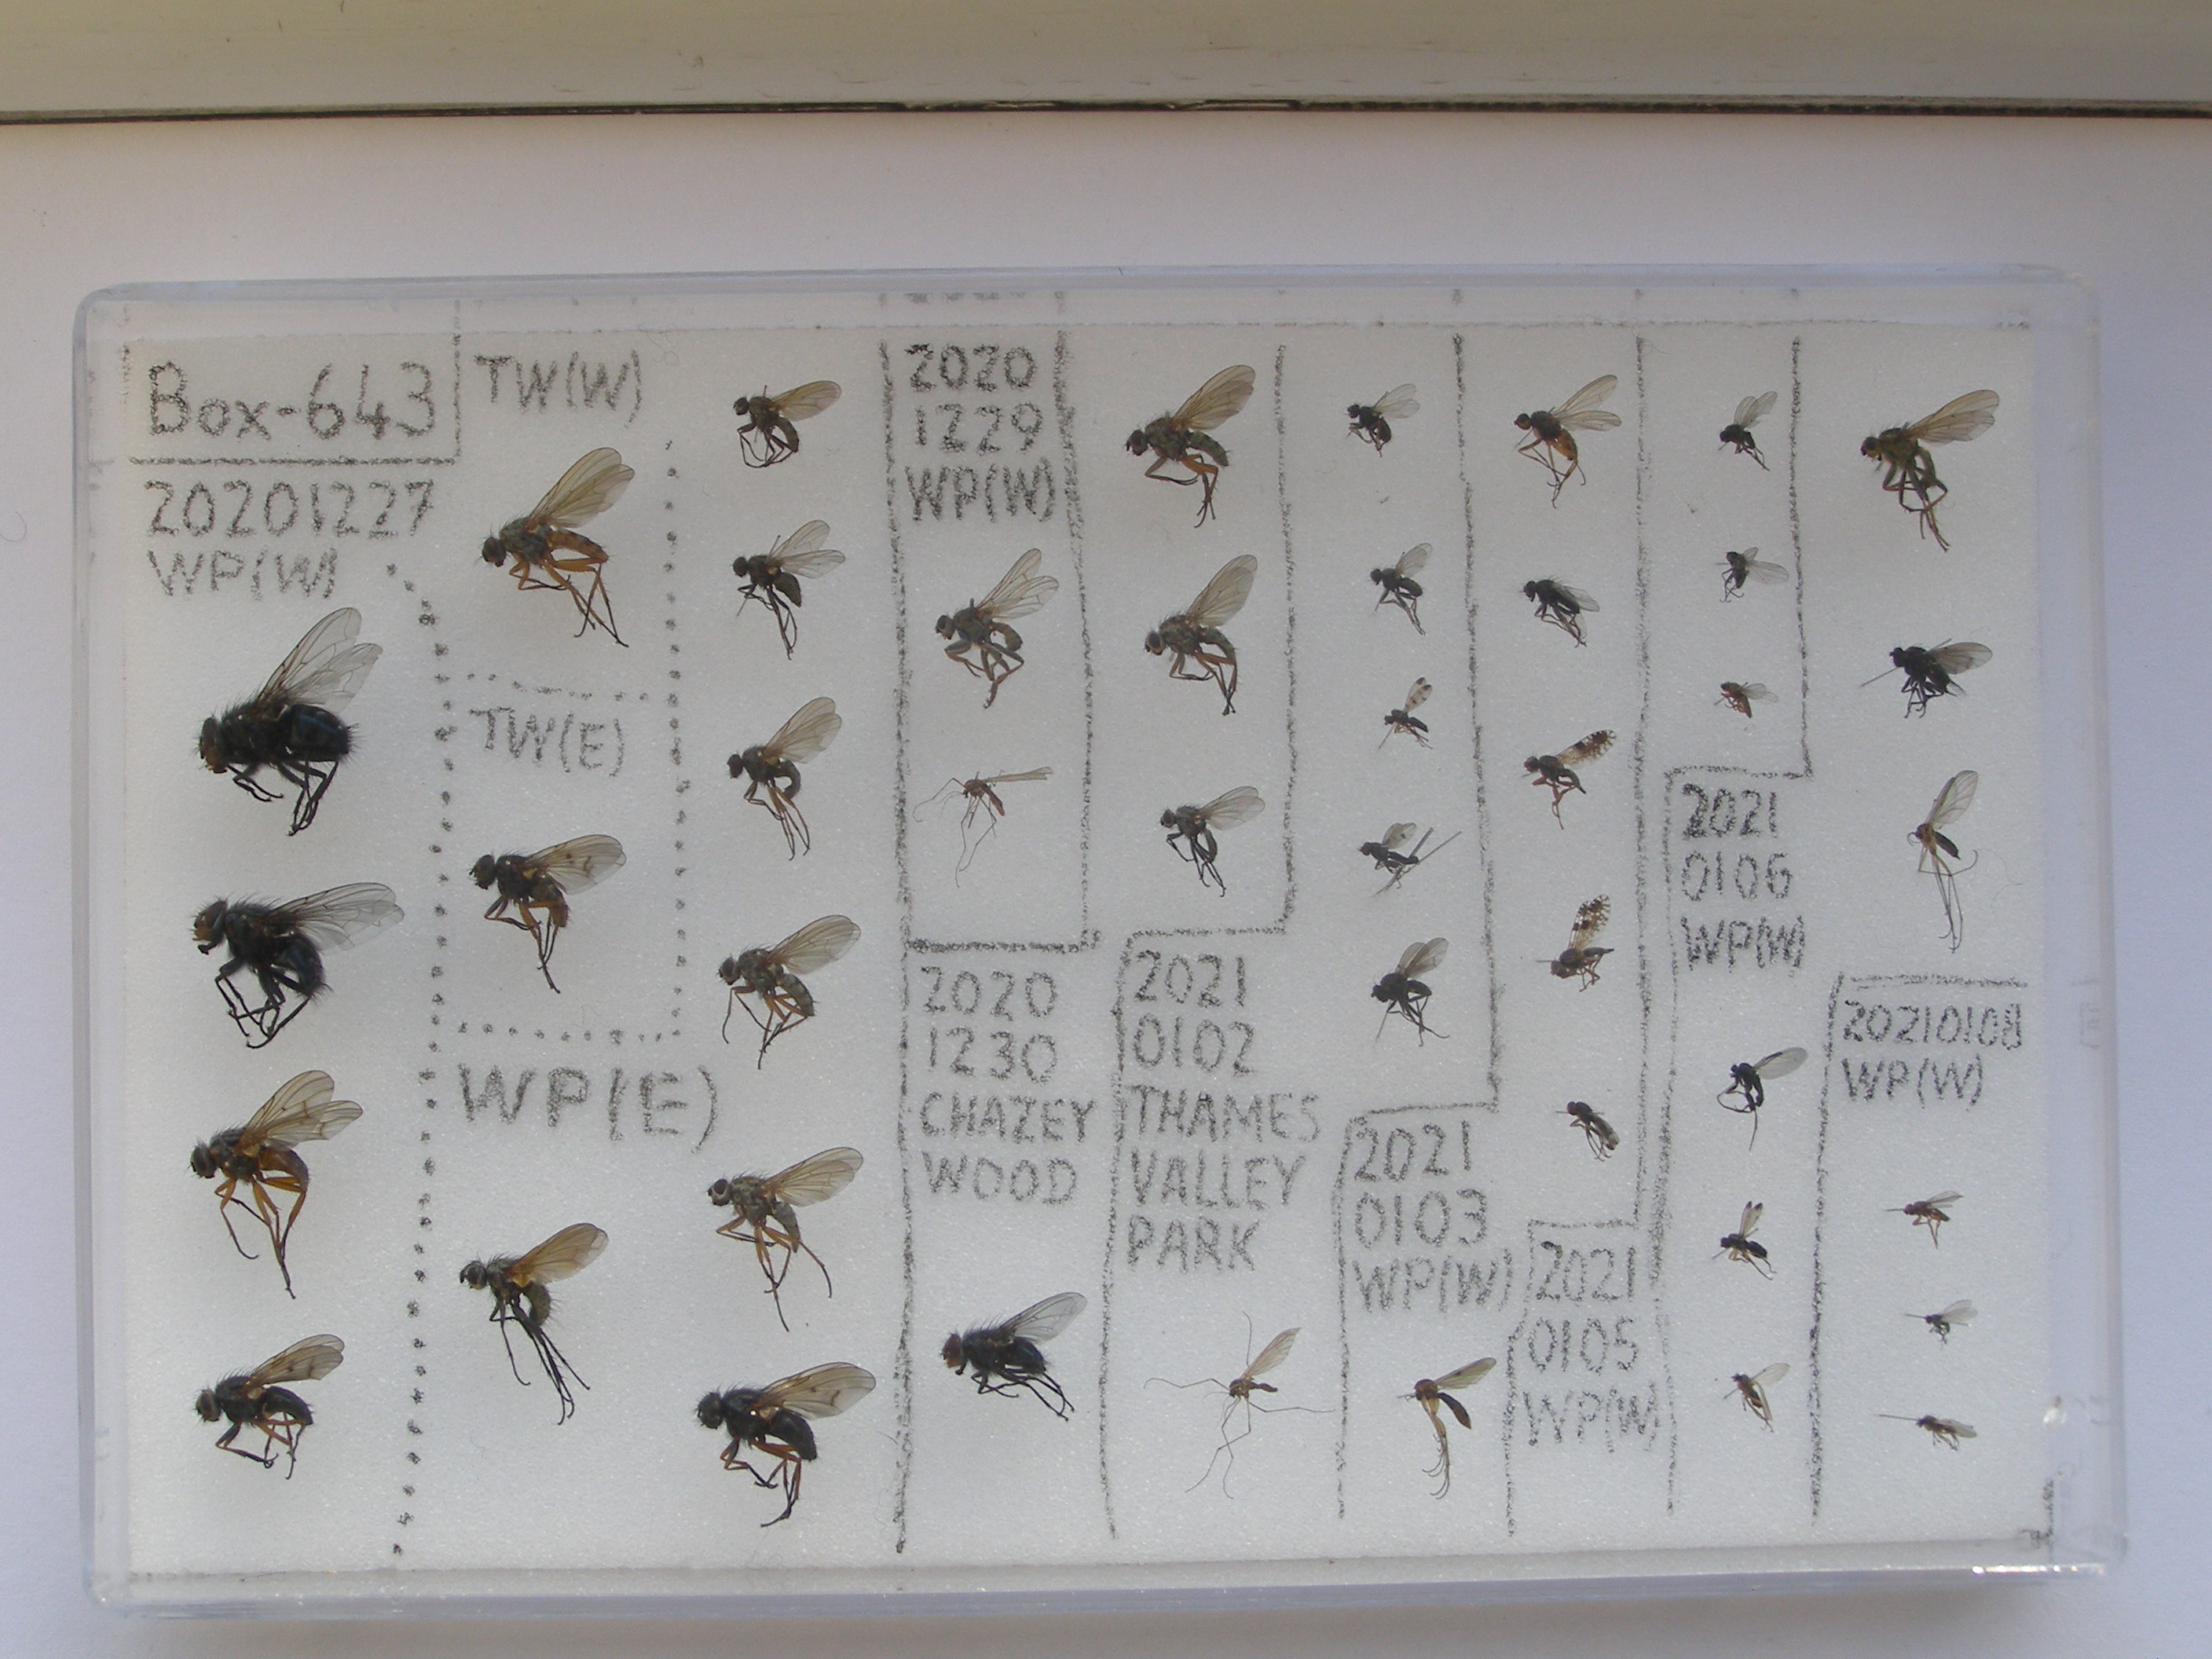 Box-643
20201227
WP(W)
TW(W)
TW(E)
WP(E)
2020
1229
WP(W)
2020
1230
CHAZEY
WOOD
2021
0102
THAMES
VALLEY
PARK
2021
0103
WP(W)
2021
0105
WP(W)
2021
0106
WP(W)
20210108
WP(W)